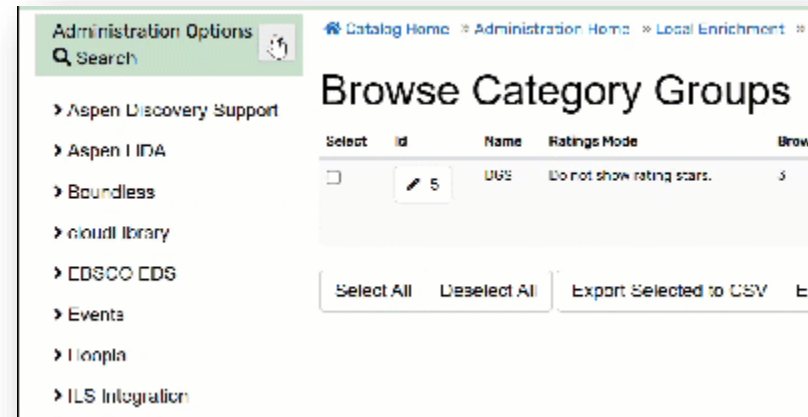 Administration Options
Search
Catalog Home » Administration Home » Local Enrichment »
Browse Category Groups
Select Id Name Ratings Mode
5 Do not show rating stars. 3
Select All Deselect All Export Selected to CSV
Aspen Discovery Support
Aspen LiDA
Boundless
cloudLibrary
EBSCO EDS
Events
Hoopla
ILS Integration